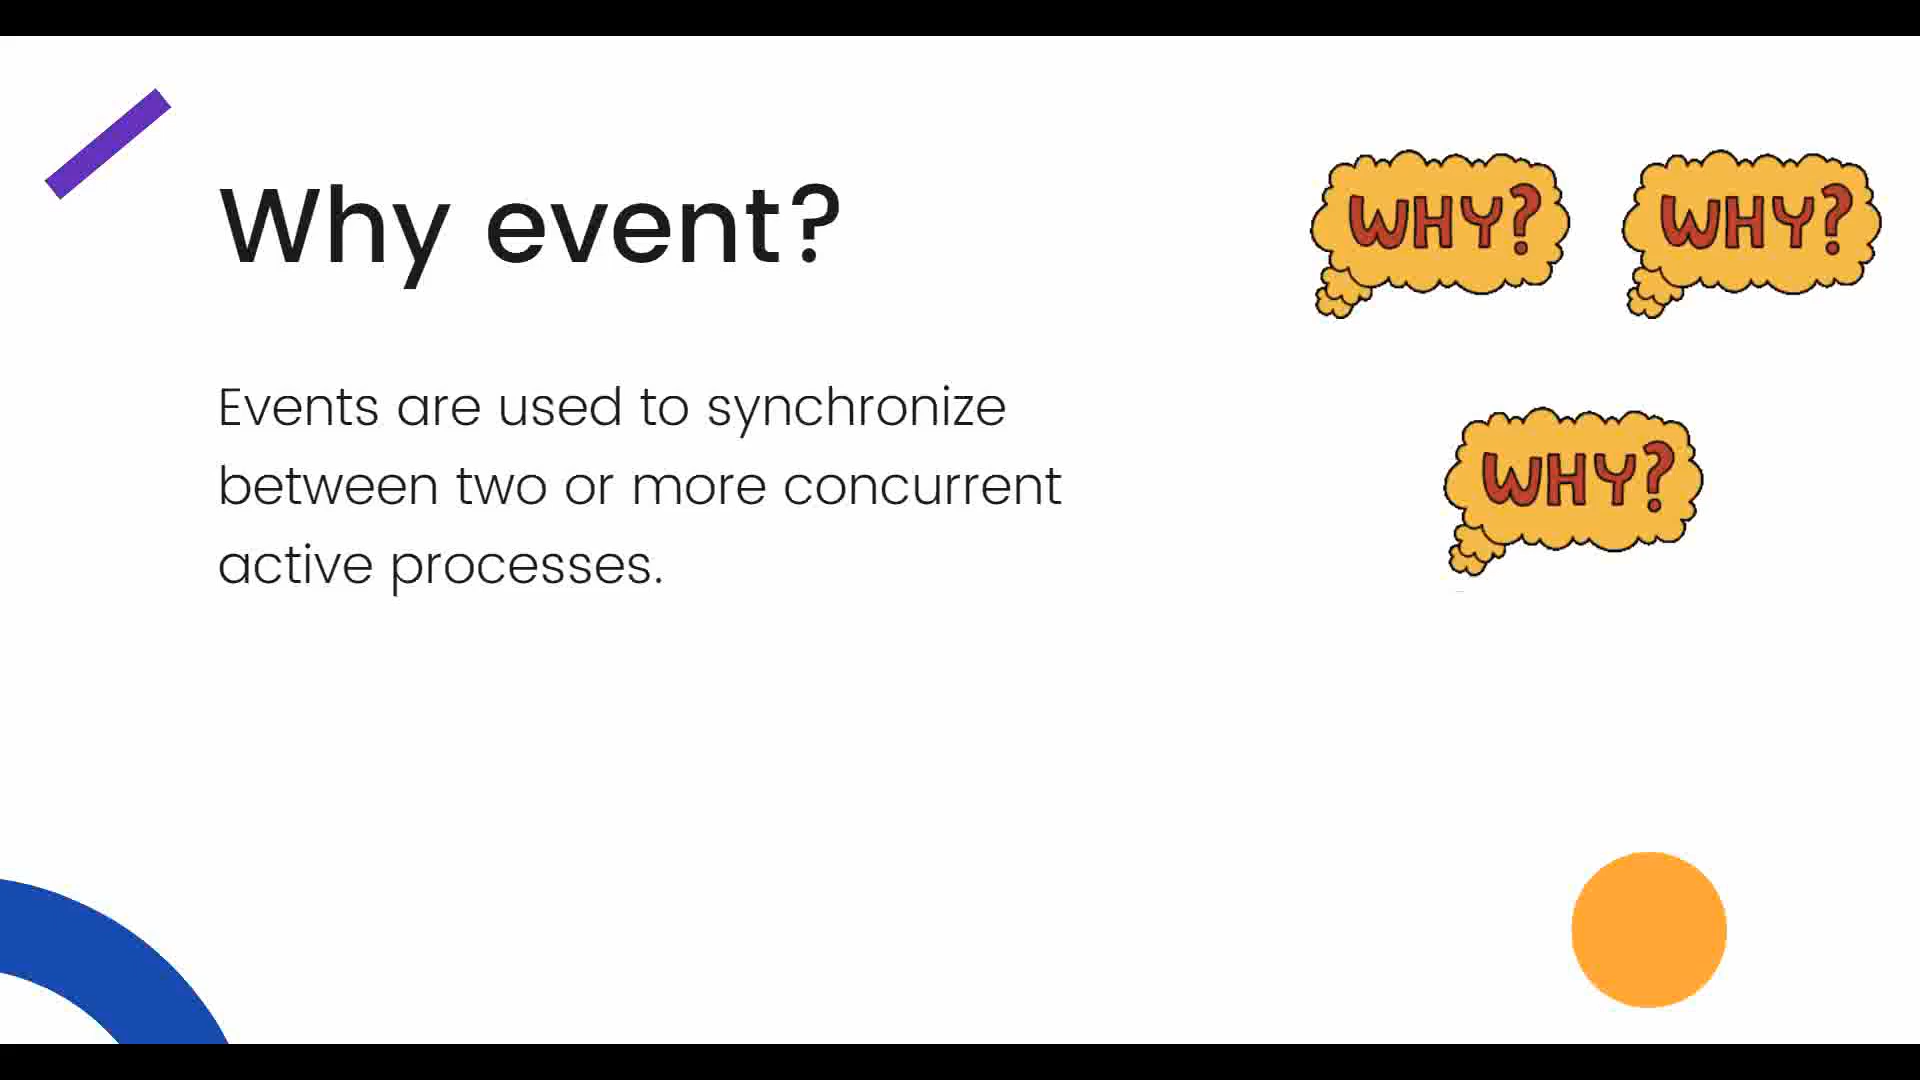 Why event?
WHY? WHY?
Events are used to synchronize
between two or more concurrent
active processes.
WHY?